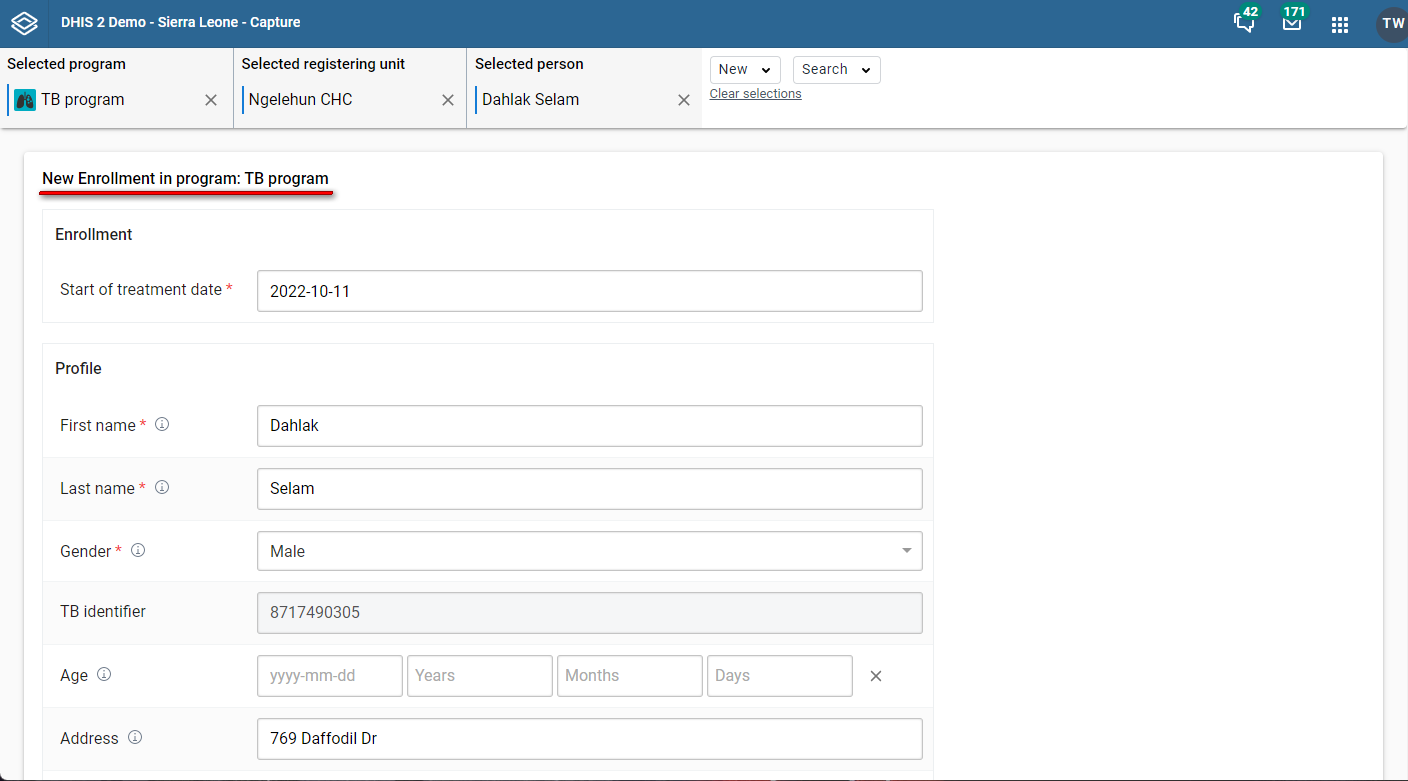 DHIS 2 Demo - Sierra Leone - Capture
42
171
TW
Selected program
TB program
Selected registering unit
Ngelehun CHC
Selected person
Dahlak Selam
New
Search
Clear selections
New Enrollment in program: TB program
Enrollment
Start of treatment date *
2022-10-11
Profile
First name *
Dahlak
Last name *
Selam
Gender *
Male
TB identifier
8717490305
Age
yyyy-mm-dd
Years
Months
Days
Address
769 Daffodil Dr